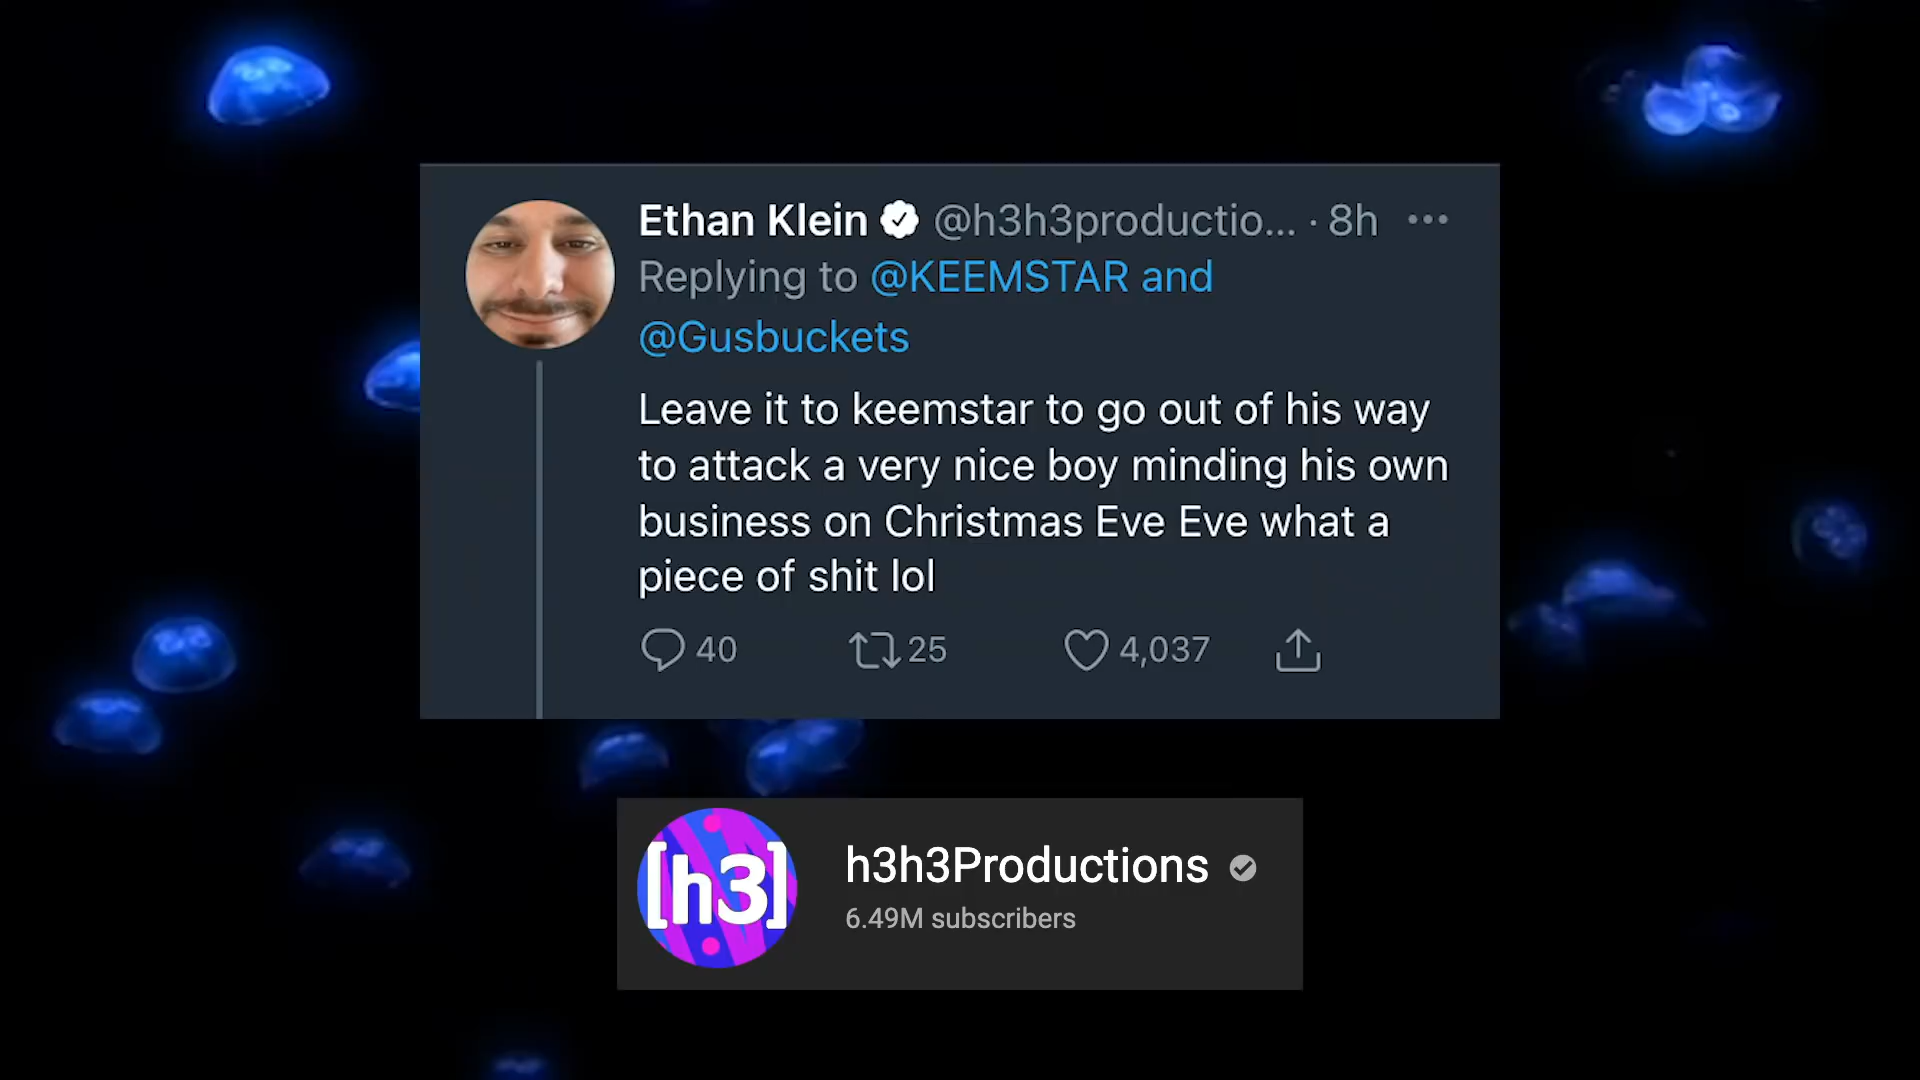 Ethan Klein @h3h3productio... · 8h
Replying to @KEEMSTAR and
@Gusbuckets
Leave it to keemstar to go out of his way
to attack a very nice boy minding his own
business on Christmas Eve Eve what a
piece of shit lol
40 25 4,037
[h3]
h3h3Productions
6.49M subscribers